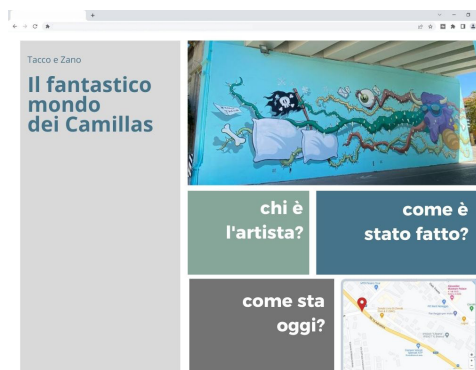 Tacco e Zano
Il fantastico
mondo
dei Camillas
chi è
l'artista?
come è
stato fatto?
come sta
oggi?